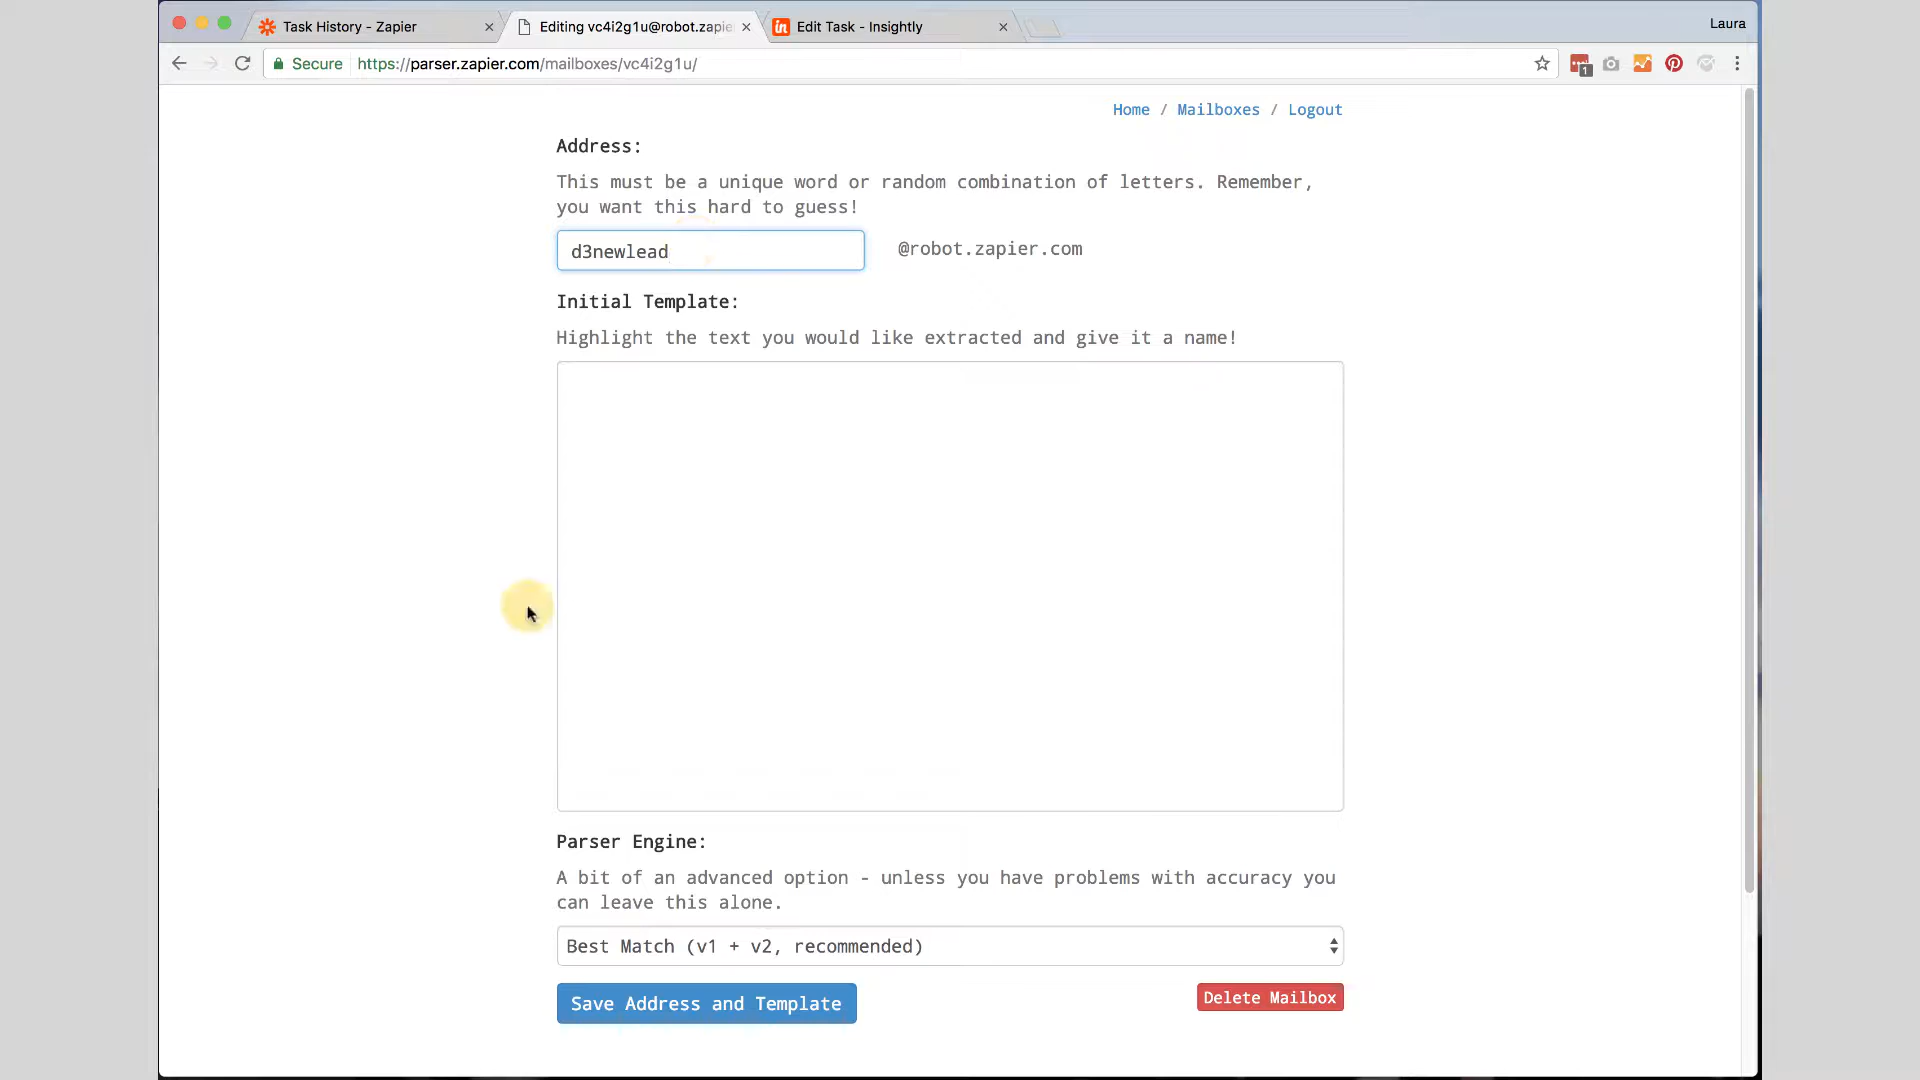 Task History - Zapier
Editing vc4i2g1u@robot.zapie
Edit Task - Insightly
Laura
Secure
https://parser.zapier.com/mailboxes/vc4i2g1u/
1
Home / Mailboxes / Logout
Address:
This must be a unique word or random combination of letters. Remember,
you want this hard to guess!
d3newlead
@robot.zapier.com
Initial Template:
Highlight the text you would like extracted and give it a name!
Parser Engine:
A bit of an advanced option - unless you have problems with accuracy you
can leave this alone.
Best Match (v1 + v2, recommended)
Save Address and Template
Delete Mailbox